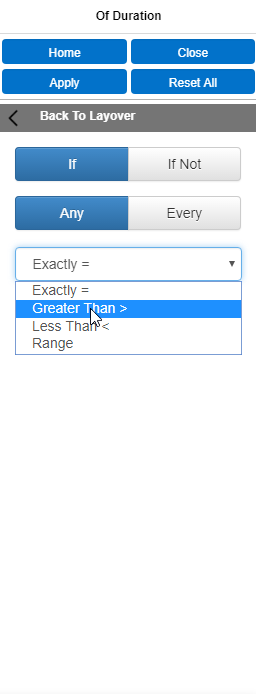 Of Duration
Home Close
Apply Reset All
Back To Layover
If If Not
Any Every
Exactly =
Exactly =
Greater Than >
Less Than <
Range